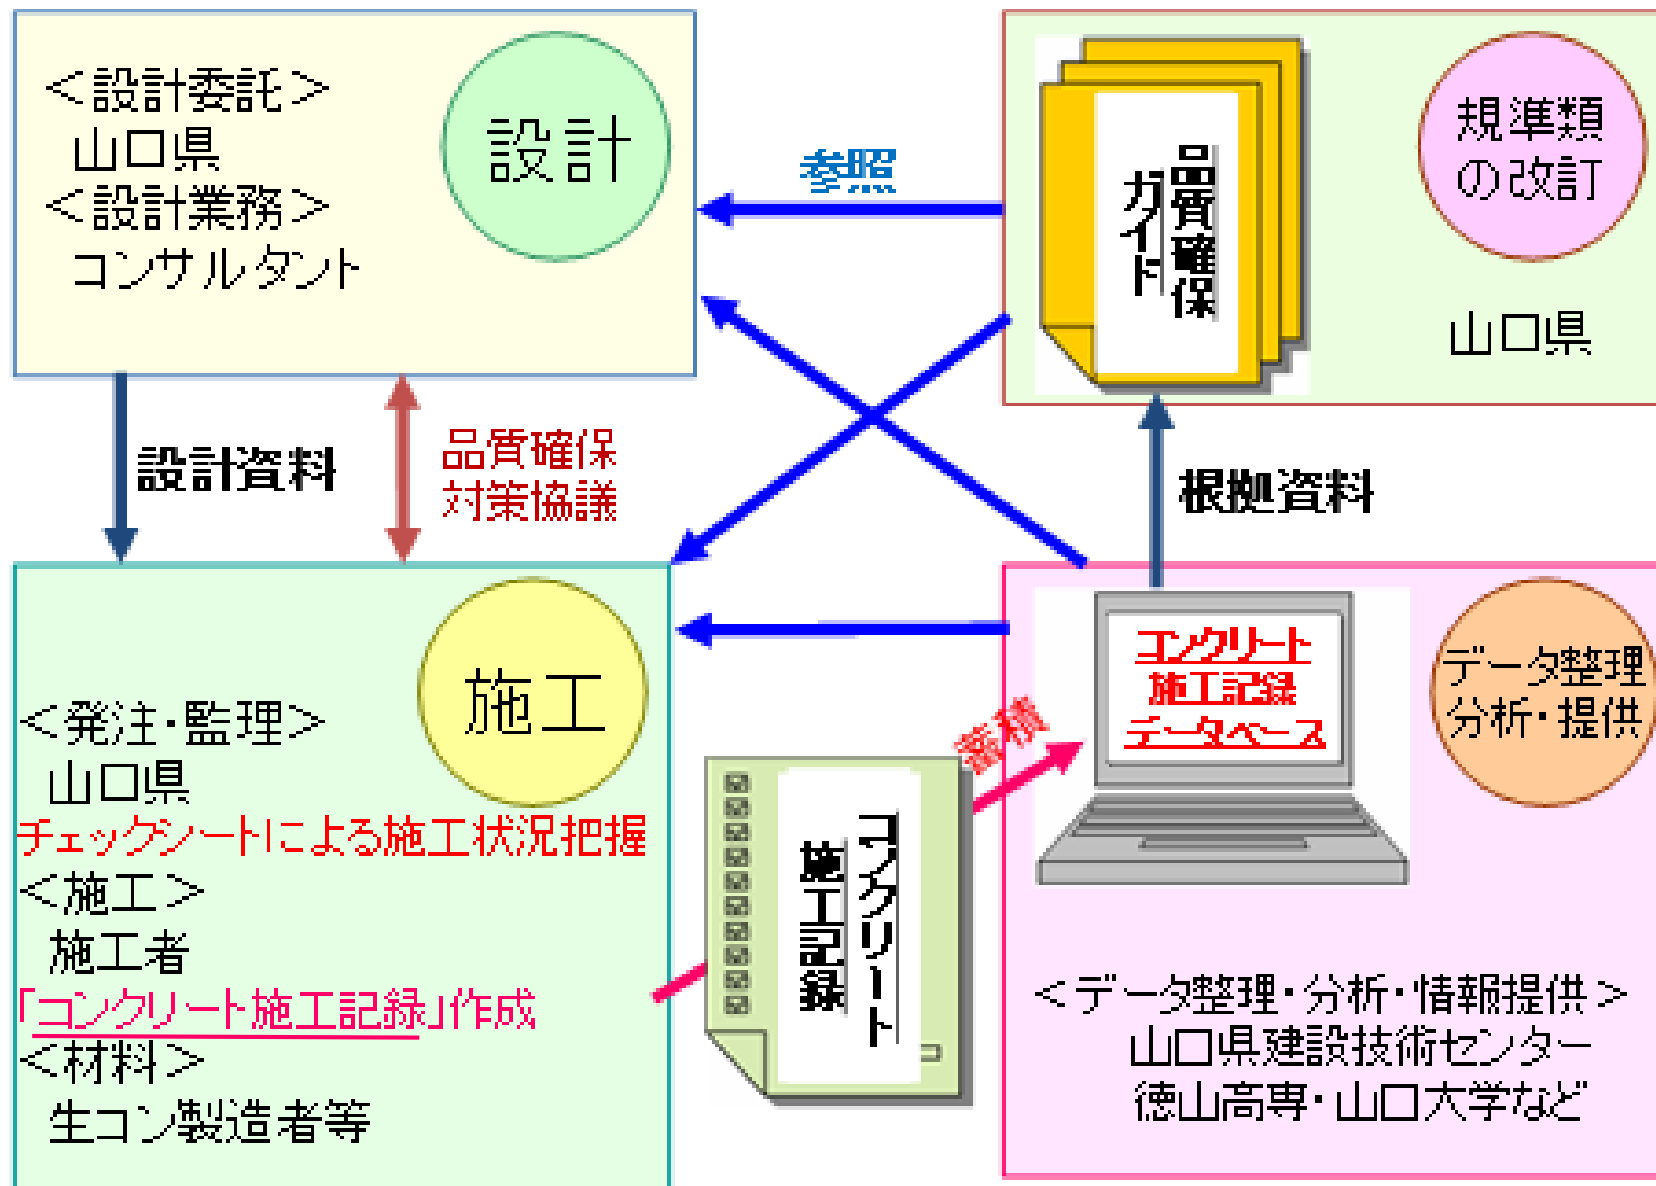 ＜設計委託＞
山口県
＜設計業務＞
コンサルタント
設計
参照
品質確保
ガイド
規準類
の改訂
山口県
設計資料
品質確保
対策協議
根拠資料
施工
＜発注・監理＞
山口県
チェックシートによる施工状況把握
＜施工＞
施工者
「コンクリート施工記録」作成
＜材料＞
生コン製造者等
コンクリート
施工記録
蓄積
コンクリート
施工記録
データベース
データ整理
分析・提供
＜データ整理・分析・情報提供＞
山口県建設技術センター
徳山高専・山口大学など